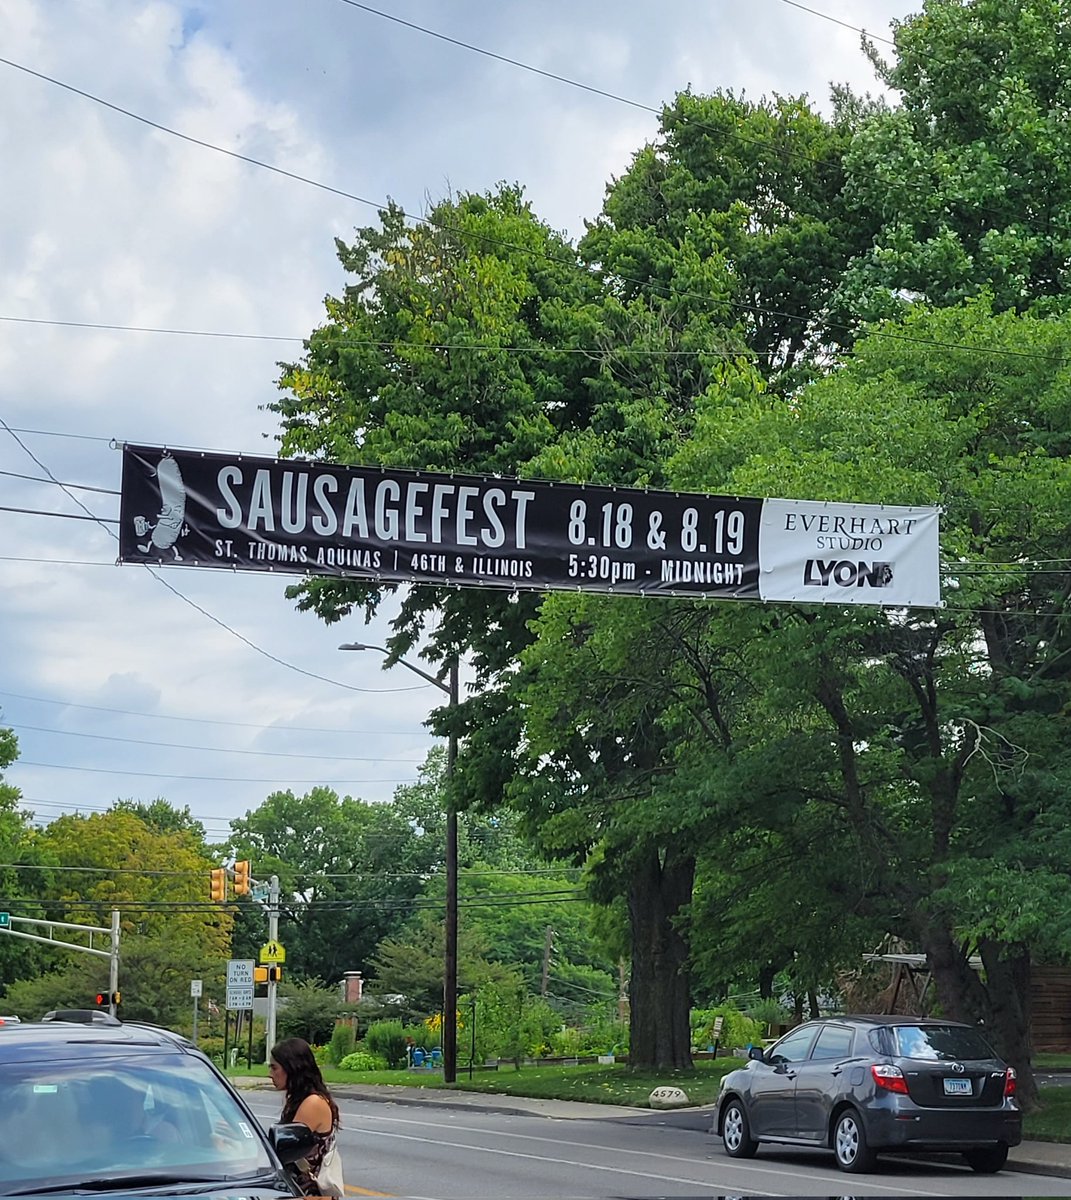 SAUSAGEFEST
ST. THOMAS AQUINAS | 46TH & ILLINOIS
8.18 & 8.19
5:30pm - MIDNIGHT
EVERHART
STUDIO
LYON
NO
TURN
ON RED
4579